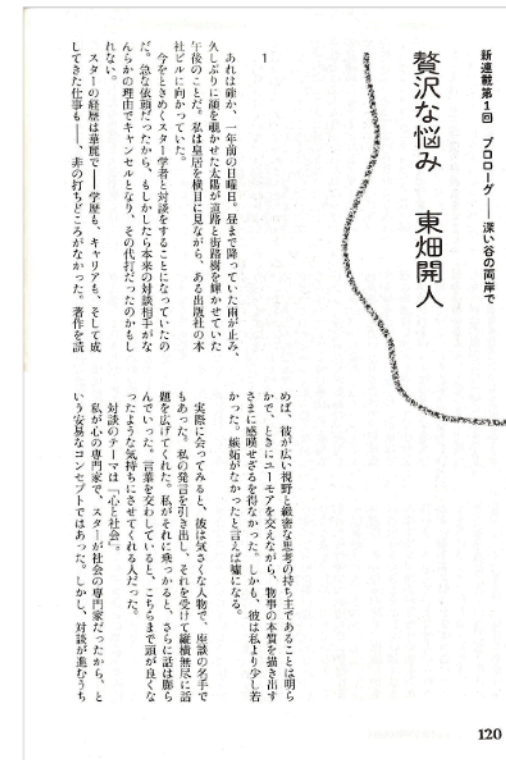 新連載第1回　プロローグ――深い谷の両岸で
贅沢な悩み　東畑開人
1
　あれは確か、一年前の日曜日。昼まで降っていた雨が止み、
久しぶりに顔を覗かせた太陽が道路と街路樹を輝かせていた
午後のことだ。私は皇居を横目に見ながら、ある出版社の本
社ビルに向かっていた。
　今をときめくスター学者と対談をすることになっていたの
だ。急な依頼だったから、もしかしたら本来の対談相手がな
んらかの理由でキャンセルとなり、その代打だったのかもし
れない。
　スターの経歴は華麗で――学歴も、キャリアも、そして成
してきた仕事も――、非の打ちどころがなかった。著作を読
めば、彼が広い視野と緻密な思考の持ち主であることは明ら
かで、ときにユーモアを交えながら、物事の本質を描き出す
さまに感嘆せざるを得なかった。しかも、彼は私より少し若
かった。嫉妬がなかったと言えば嘘になる。
　実際に会ってみると、彼は気さくな人物で、座談の名手で
もあった。私の発言を引き出し、それを受けて縦横無尽に話
題を広げてくれた。私がそれに乗っかると、さらに話は膨ら
んでいった。言葉を交わしていると、こちらまで頭が良くな
ったような気持ちにさせてくれる人だった。
　対談のテーマは「心と社会」。
　私が心の専門家で、スターが社会の専門家だったから、と
いう安易なコンセプトではあった。しかし、対談が進むうち
120